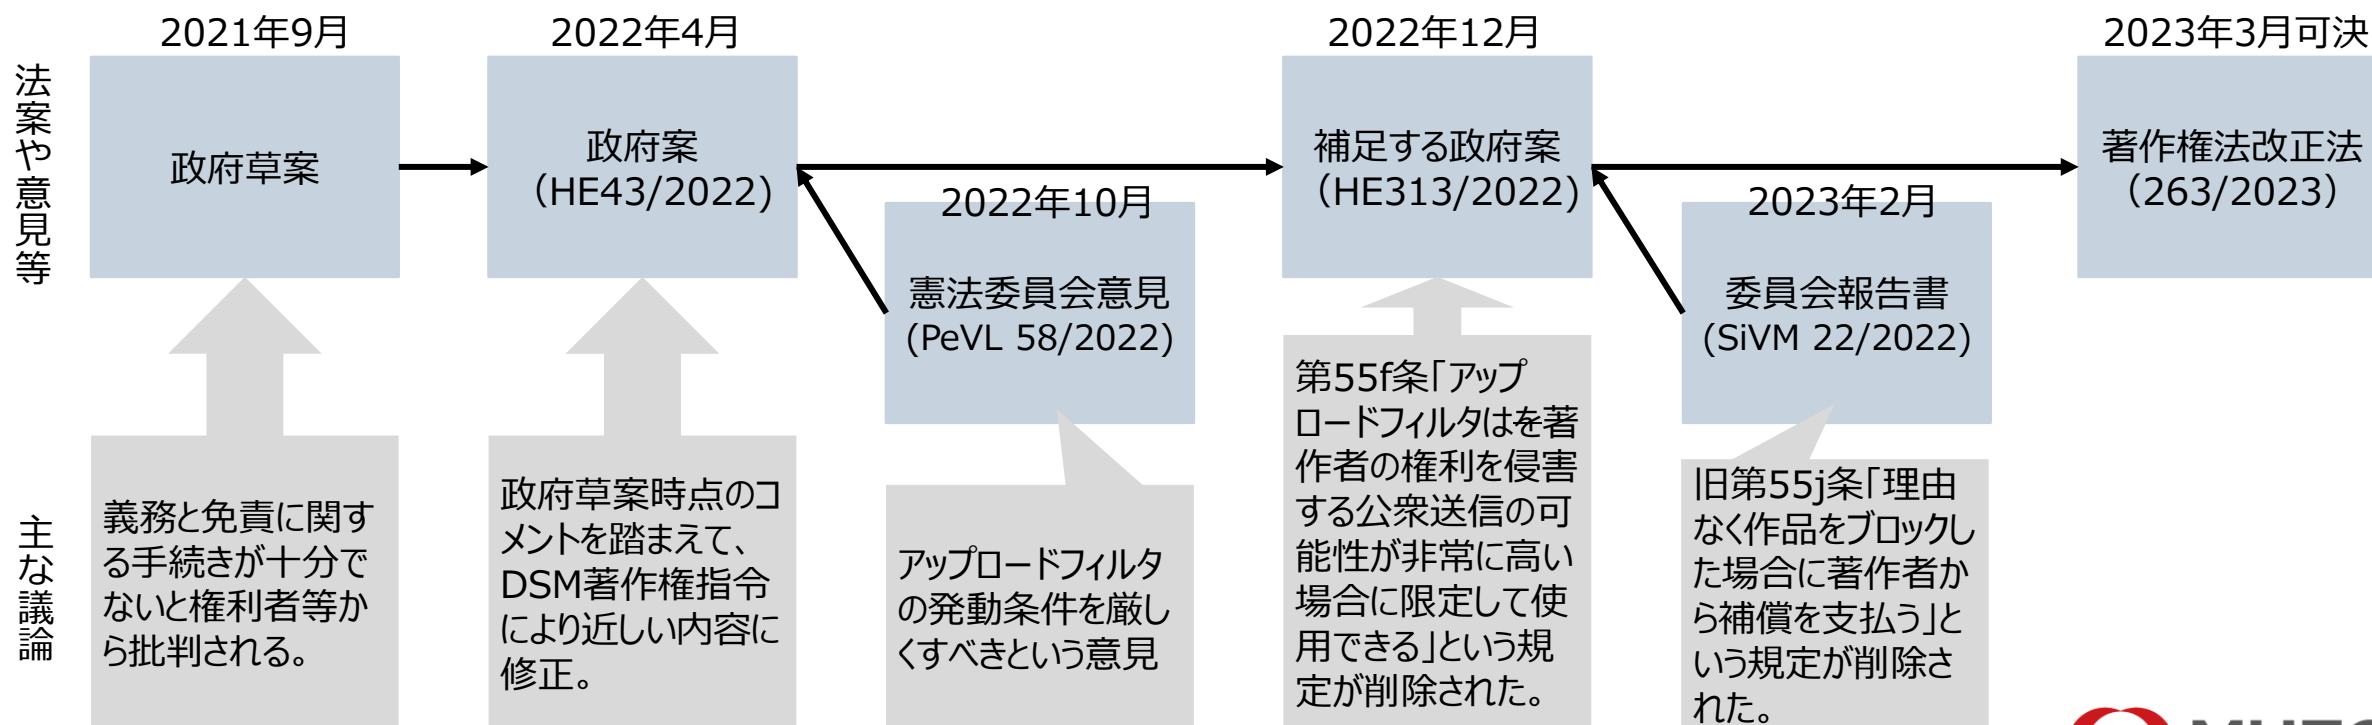 2021年9月
2022年4月
2022年12月
2023年3月可決
法案や意見等
政府草案
政府案
（HE43/2022)
補足する政府案
（HE313/2022)
著作権法改正法
（263/2023）
2022年10月
憲法委員会意見
(PeVL 58/2022)
2023年2月
委員会報告書
(SiVM 22/2022)
主な議論
義務と免責に関す
る手続きが十分で
ないと権利者等か
ら批判される。
政府草案時点のコ
メントを踏まえて、
DSM著作権指令
により近しい内容に
修正。
アップロードフィルタ
の発動条件を厳し
くすべきという意見
第55f条「アップ
ロードフィルタはを著
作者の権利を侵害
する公衆送信の可
能性が非常に高い
場合に限定して使
用できる」という規
定が削除された。
旧第55j条「理由
なく作品をブロックし
た場合に著作者か
ら補償を支払う」と
いう規定が削除さ
れた。